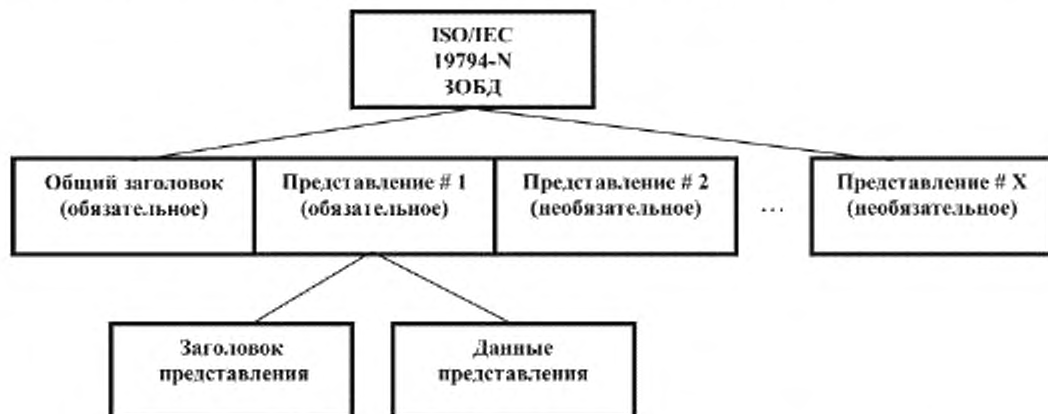 ISO/IEC
19794-N
ЗОБД
Общий заголовок
(обязательное)
Представление # 1
(обязательное)
Представление # 2
(необязательное)
...
Представление # X
(необязательное)
Заголовок
представления
Данные
представления